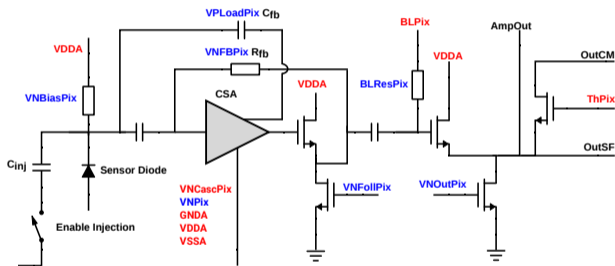 VPLoadPix Cfb
BLPix
AmpOut
VDDA
VNFBPix Rfb
OutCM
VDDA
VDDA
CSA
BLResPix
VNBiasPix
ThPix
OutSF
Cinj
Sensor Diode
VNCascPix
VNPix
GNDA
VDDA
VSSA
VNFollPix
VNOutPix
Enable Injection